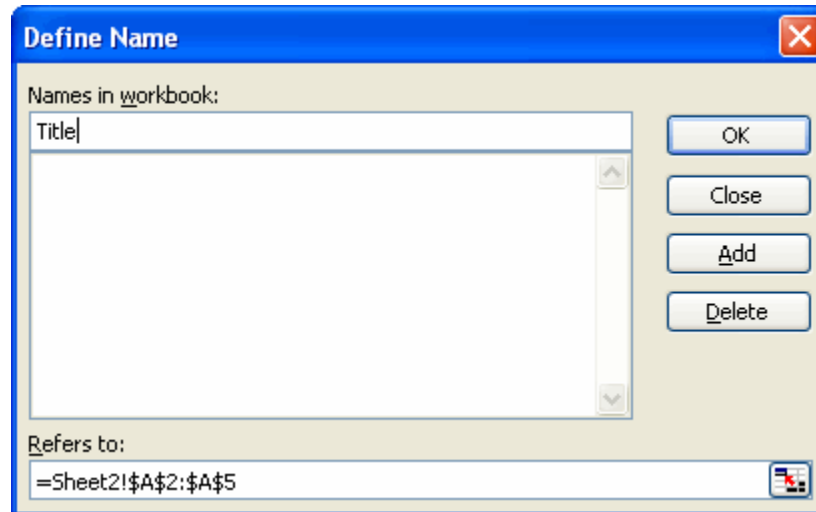 Define Name
Names in workbook:
Title
OK
Close
Add
Delete
Refers to:
=Sheet2!$A$2:$A$5